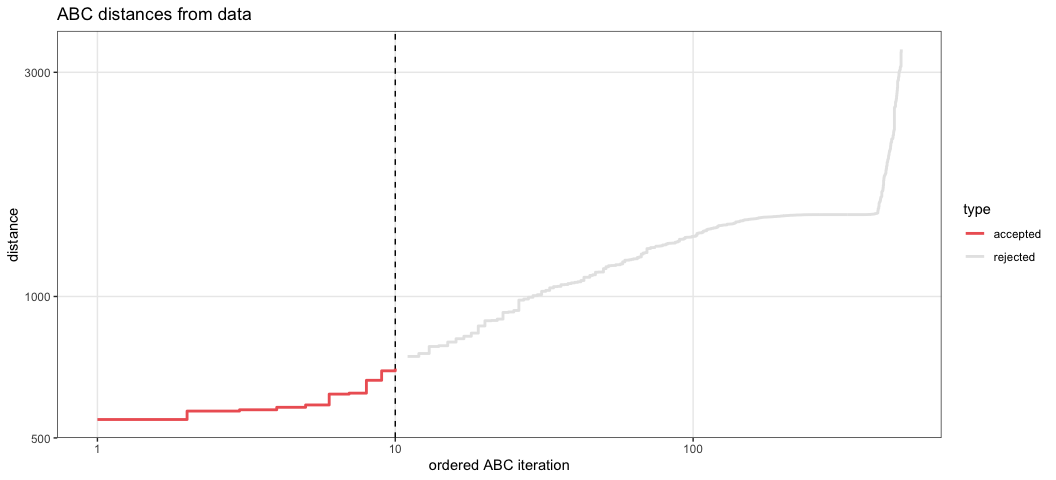 ABC distances from data
3000
1000
500
distance
1
10
100
ordered ABC iteration
type
accepted
rejected